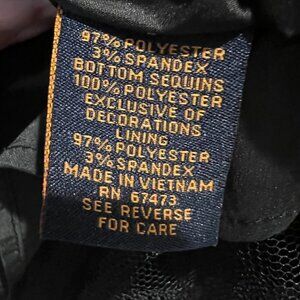 97% POLYESTER
3% SPANDEX
BOTTOM SEQUINS
100% POLYESTER
EXCLUSIVE OF
DECORATIONS
LINING
97% POLYESTER
3% SPANDEX
MADE IN VIETNAM
RN 67473
SEE REVERSE
FOR CARE